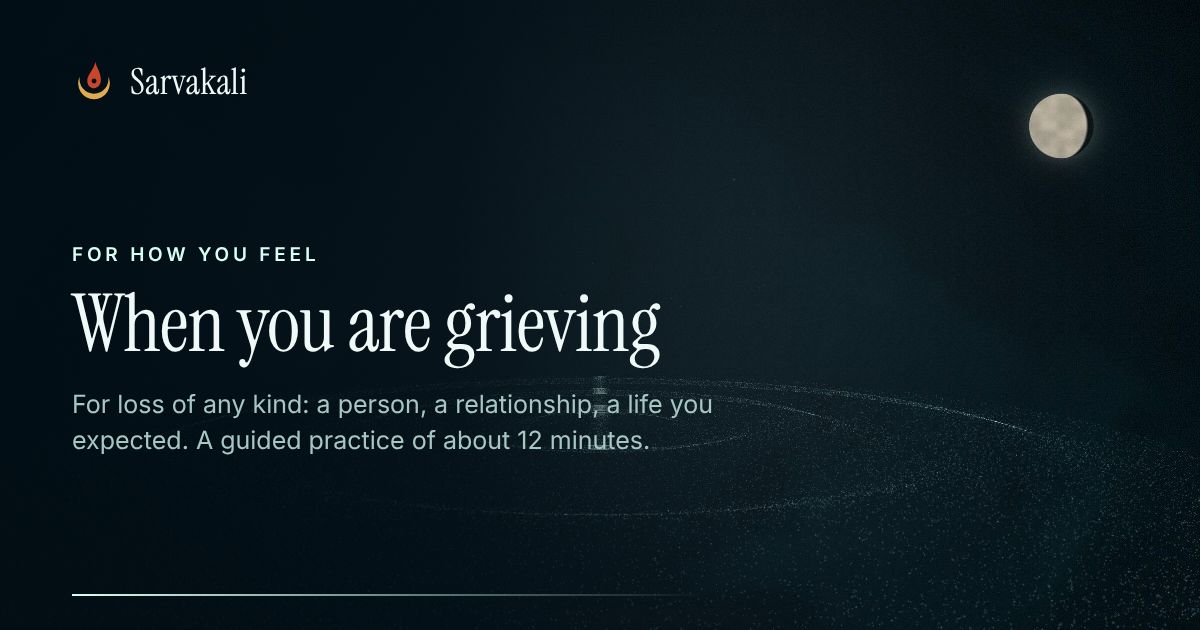 Sarvakali
FOR HOW YOU FEEL
When you are grieving
For loss of any kind: a person, a relationship, a life you
expected. A guided practice of about 12 minutes.